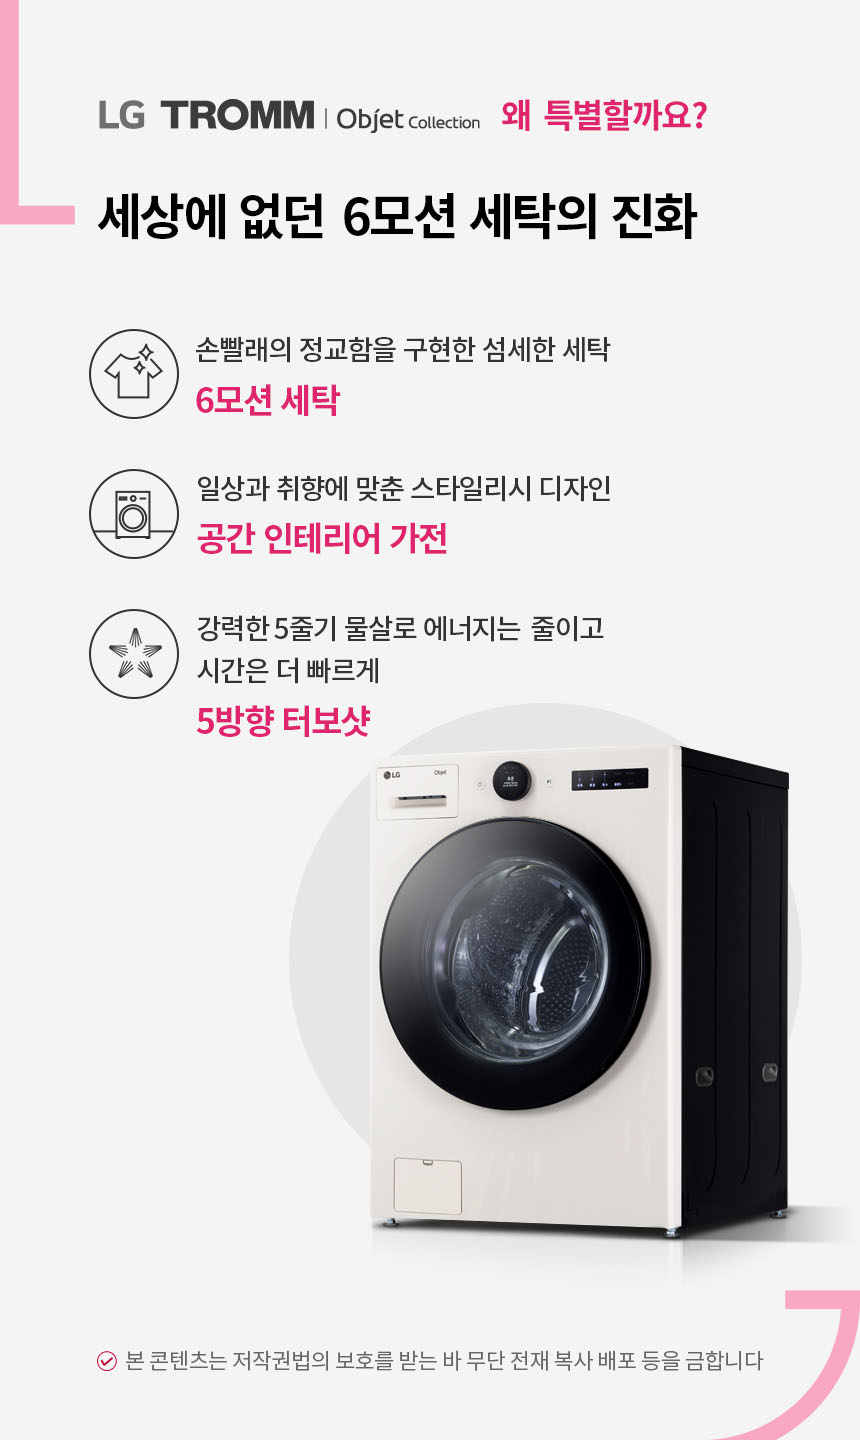 LG TROMM | Objet Collection 왜 특별할까요?
세상에 없던 6모션 세탁의 진화
손빨래의 정교함을 구현한 섬세한 세탁
6모션 세탁
일상과 취향에 맞춘 스타일리시 디자인
공간 인테리어 가전
강력한 5줄기 물살로 에너지는 줄이고
시간은 더 빠르게
5방향 터보샷
LG Objet
본 콘텐츠는 저작권법의 보호를 받는 바 무단 전재 복사 배포 등을 금합니다